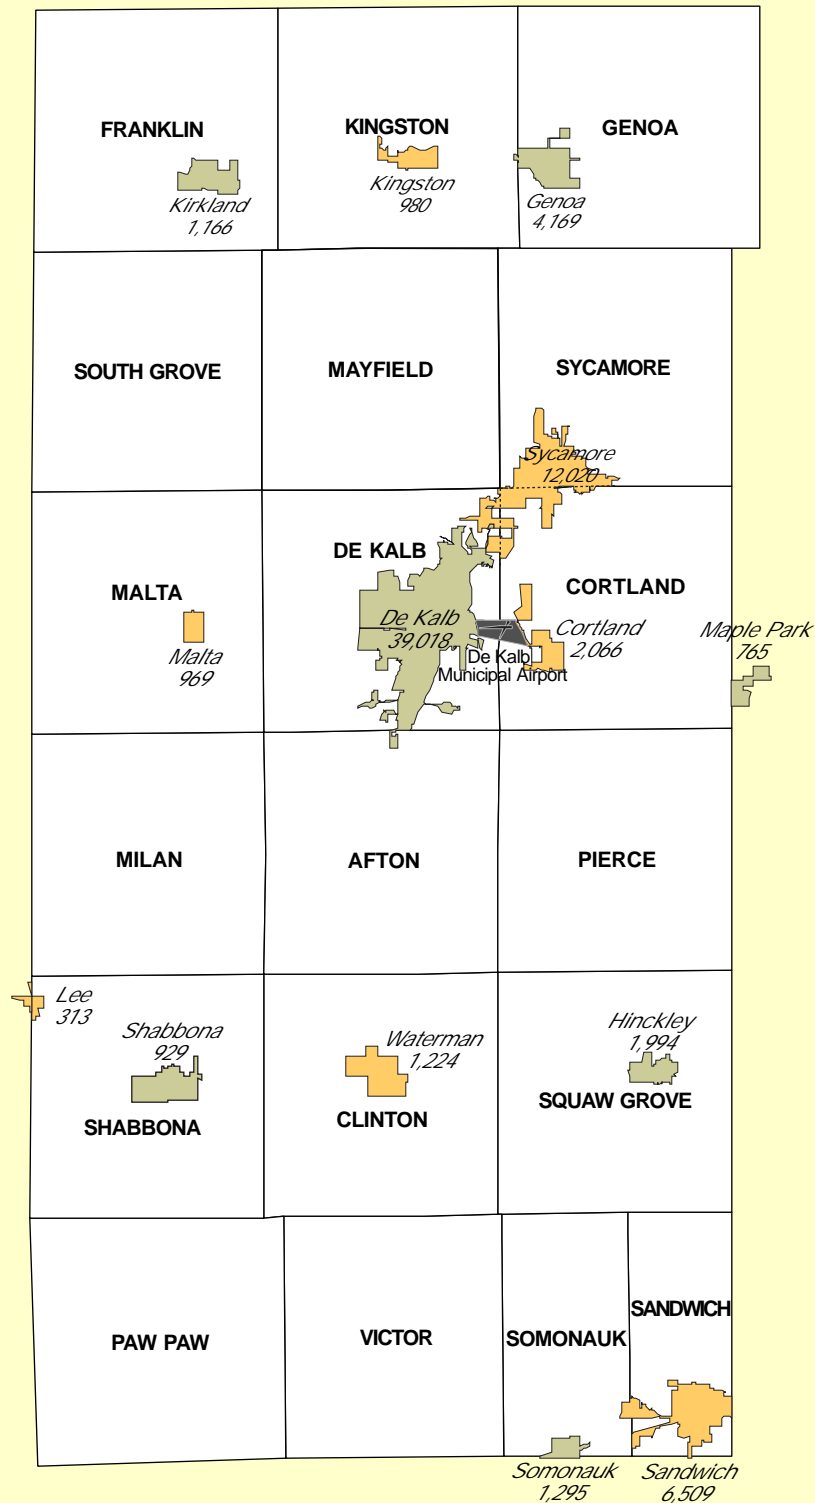 FRANKLIN
KINGSTON
GENOA
Kirkland
1,166
Kingston
980
Genoa
4,169
SOUTH GROVE
MAYFIELD
SYCAMORE
Sycamore
12,020
MALTA
DE KALB
CORTLAND
Malta
969
De Kalb
39,018
De Kalb
Municipal Airport
Cortland
2,066
Maple Park
765
MILAN
AFTON
PIERCE
Lee
313
Shabbona
929
SHABBONA
Waterman
1,224
CLINTON
Hinckley
1,994
SQUAW GROVE
PAW PAW
VICTOR
SOMONAUK
SANDWICH
Somonauk
1,295
Sandwich
6,509